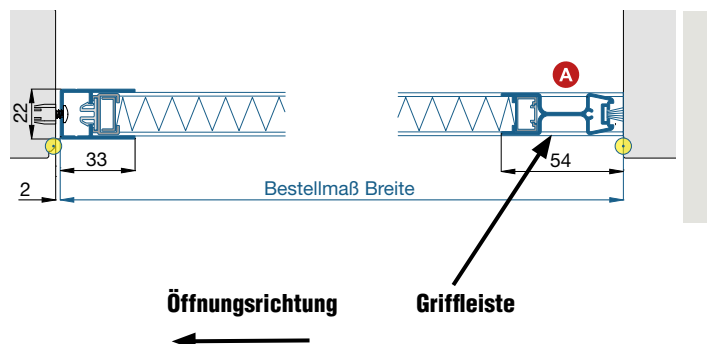 A
22
33
54
2
Bestellmaß Breite
Öffnungsrichtung
Griffleiste